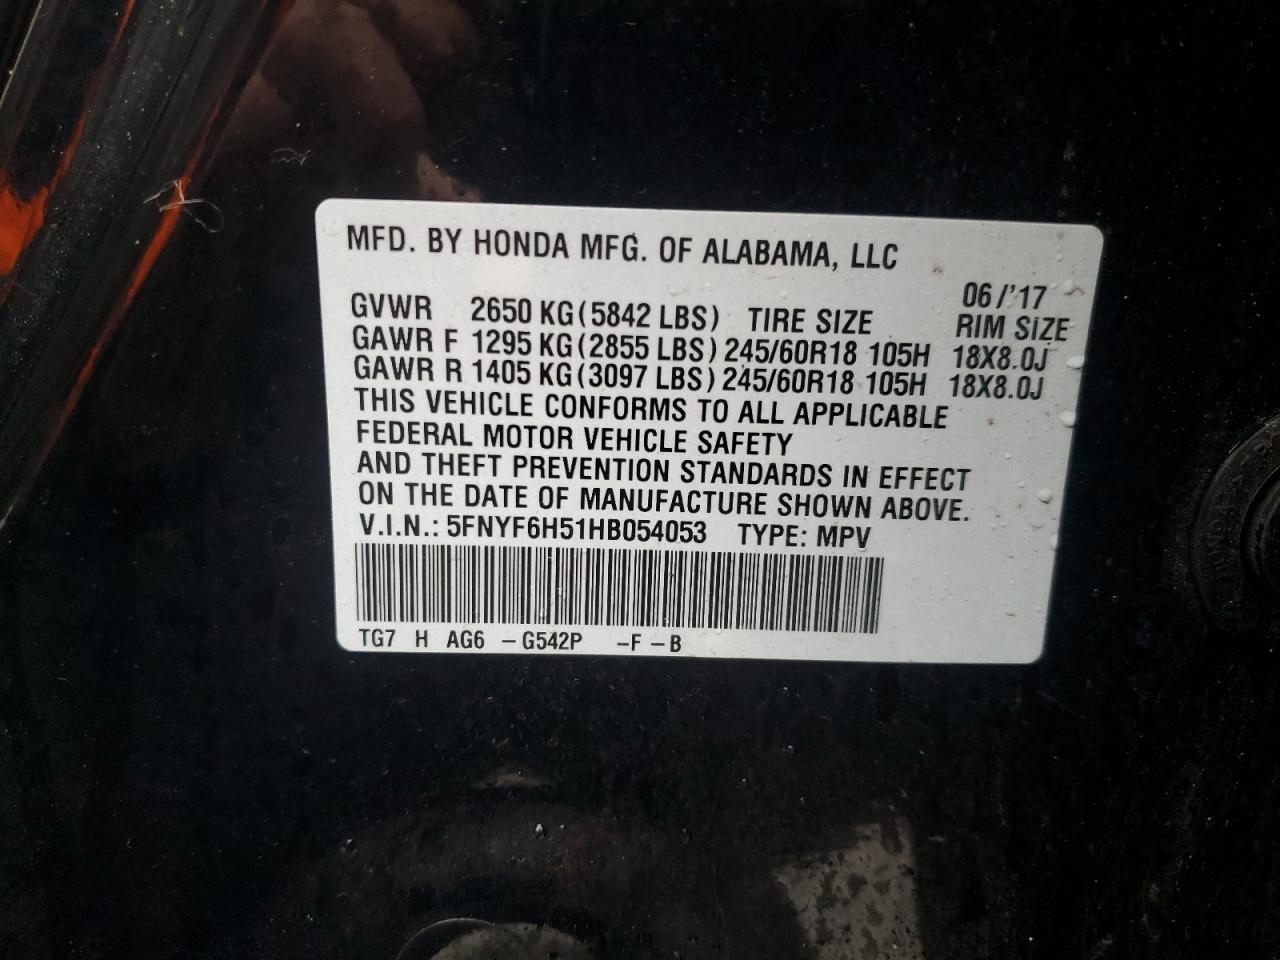 MFD. BY HONDA MFG. OF ALABAMA, LLC
06/'17
GVWR 2650 KG(5842 LBS) TIRE SIZE RIM SIZE
GAWR F 1295 KG(2855 LBS) 245/60R18 105H 18X8.0J
GAWR R 1405 KG(3097 LBS) 245/60R18 105H 18X8.0J
THIS VEHICLE CONFORMS TO ALL APPLICABLE
FEDERAL MOTOR VEHICLE SAFETY
AND THEFT PREVENTION STANDARDS IN EFFECT
ON THE DATE OF MANUFACTURE SHOWN ABOVE.
V.I.N.: 5FNYF6H51HB054053 TYPE: MPV
TG7 H AG6 -G542P -F-B